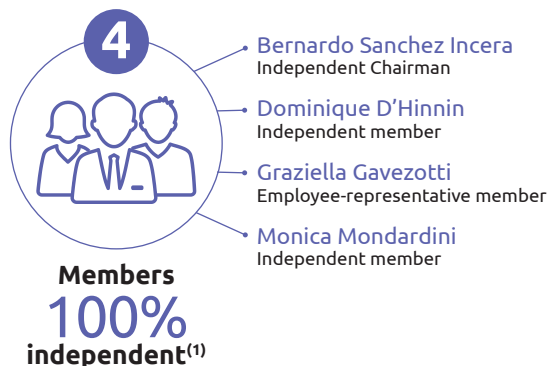 4
Bernardo Sanchez Incera
Independent Chairman
Dominique D'Hinnin
Independent member
Graziella Gavezotti
Employee-representative member
Monica Mondardini
Independent member
Members
100%
independent(1)